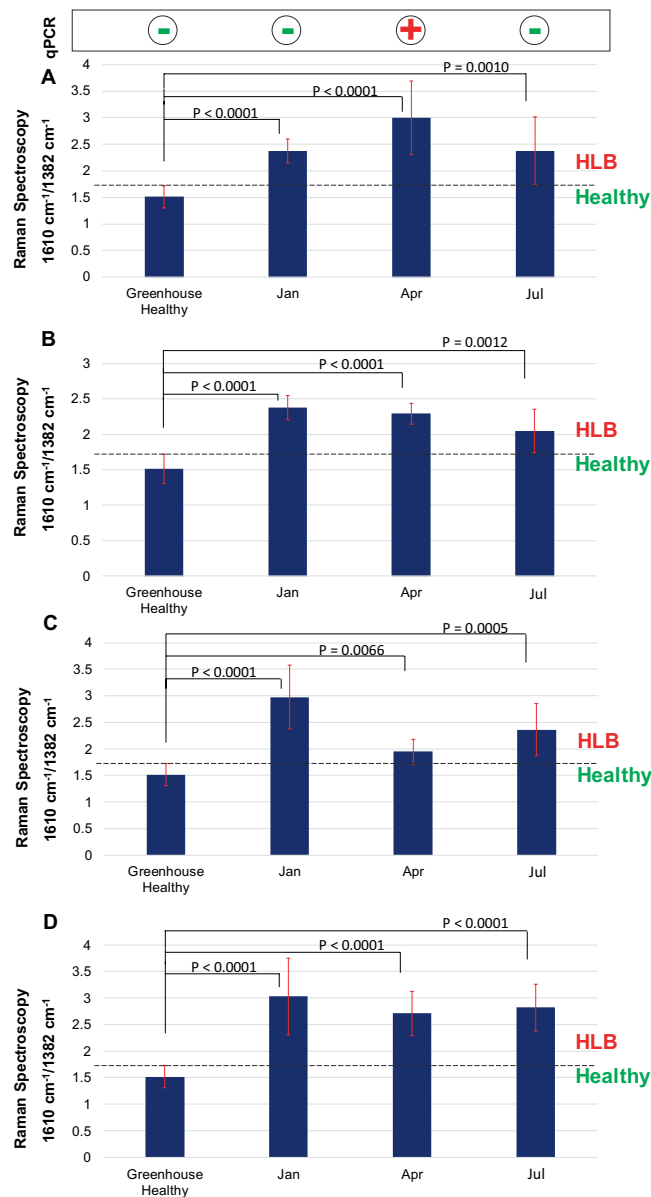 qPCR
-
-
+
-
A
Raman Spectroscopy
1610 cm⁻¹/1382 cm⁻¹
4
3.5
3
2.5
2
1.5
1
0.5
0
P = 0.0010
P < 0.0001
P < 0.0001
HLB
Healthy
Greenhouse
Healthy
Jan
Apr
Jul
B
Raman Spectroscopy
1610 cm⁻¹/1382 cm⁻¹
3
2.5
2
1.5
1
0.5
0
P = 0.0012
P < 0.0001
P < 0.0001
HLB
Healthy
Greenhouse
Healthy
Jan
Apr
Jul
C
Raman Spectroscopy
1610 cm⁻¹/1382 cm⁻¹
4
3.5
3
2.5
2
1.5
1
0.5
0
P = 0.0005
P = 0.0066
P < 0.0001
HLB
Healthy
Greenhouse
Healthy
Jan
Apr
Jul
D
Raman Spectroscopy
1610 cm⁻¹/1382 cm⁻¹
4
3.5
3
2.5
2
1.5
1
0.5
0
P < 0.0001
P < 0.0001
P < 0.0001
HLB
Healthy
Greenhouse
Healthy
Jan
Apr
Jul